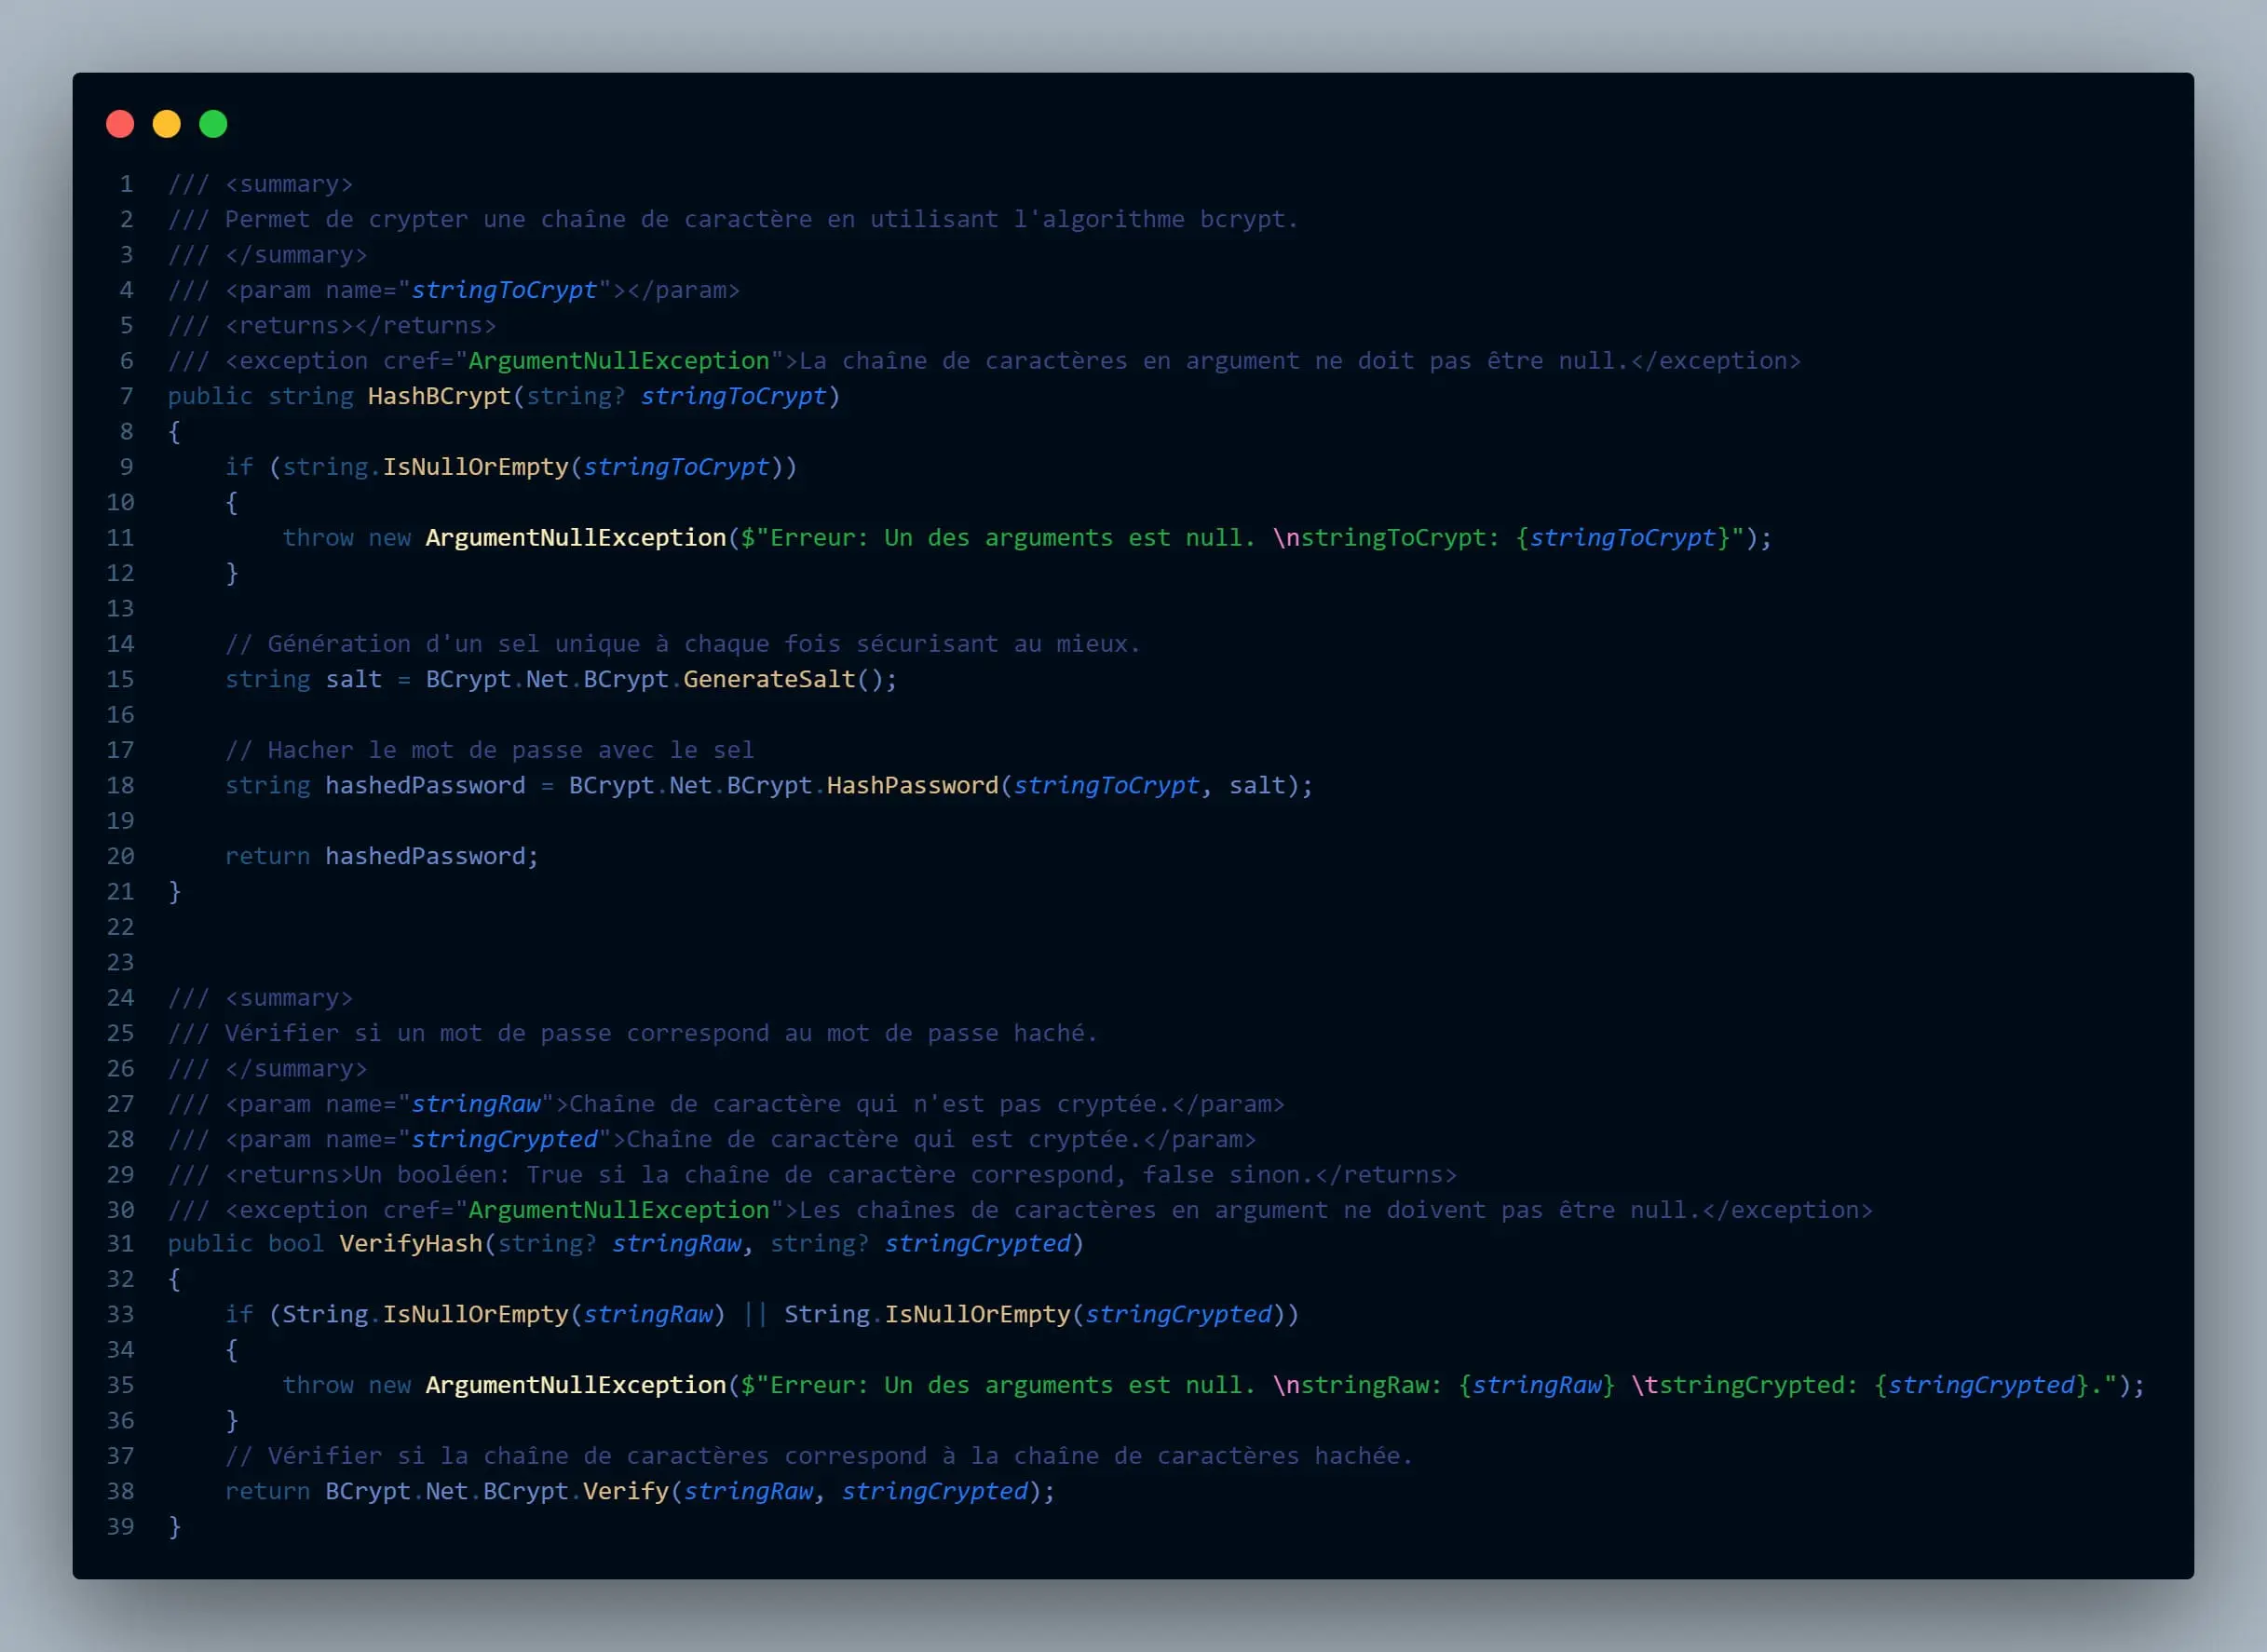 1 /// <summary>
2 /// Permet de crypter une chaîne de caractère en utilisant l'algorithme bcrypt.
3 /// </summary>
4 /// <param name="stringToCrypt"></param>
5 /// <returns></returns>
6 /// <exception cref="ArgumentNullException">La chaîne de caractères en argument ne doit pas être null.</exception>
7 public string HashBCrypt(string? stringToCrypt)
8 {
9     if (string.IsNullOrEmpty(stringToCrypt))
10     {
11         throw new ArgumentNullException($"Erreur: Un des arguments est null. \nstringToCrypt: {stringToCrypt}");
12     }
13
14     // Génération d'un sel unique à chaque fois sécurisant au mieux.
15     string salt = BCrypt.Net.BCrypt.GenerateSalt();
16
17     // Hacher le mot de passe avec le sel
18     string hashedPassword = BCrypt.Net.BCrypt.HashPassword(stringToCrypt, salt);
19
20     return hashedPassword;
21 }
22
23
24 /// <summary>
25 /// Vérifier si un mot de passe correspond au mot de passe haché.
26 /// </summary>
27 /// <param name="stringRaw">Chaîne de caractère qui n'est pas cryptée.</param>
28 /// <param name="stringCrypted">Chaîne de caractère qui est cryptée.</param>
29 /// <returns>Un booléen: True si la chaîne de caractère correspond, false sinon.</returns>
30 /// <exception cref="ArgumentNullException">Les chaînes de caractères en argument ne doivent pas être null.</exception>
31 public bool VerifyHash(string? stringRaw, string? stringCrypted)
32 {
33     if (String.IsNullOrEmpty(stringRaw) || String.IsNullOrEmpty(stringCrypted))
34     {
35         throw new ArgumentNullException($"Erreur: Un des arguments est null. \nstringRaw: {stringRaw} \tstringCrypted: {stringCrypted}.");
36     }
37     // Vérifier si la chaîne de caractères correspond à la chaîne de caractères hachée.
38     return BCrypt.Net.BCrypt.Verify(stringRaw, stringCrypted);
39 }